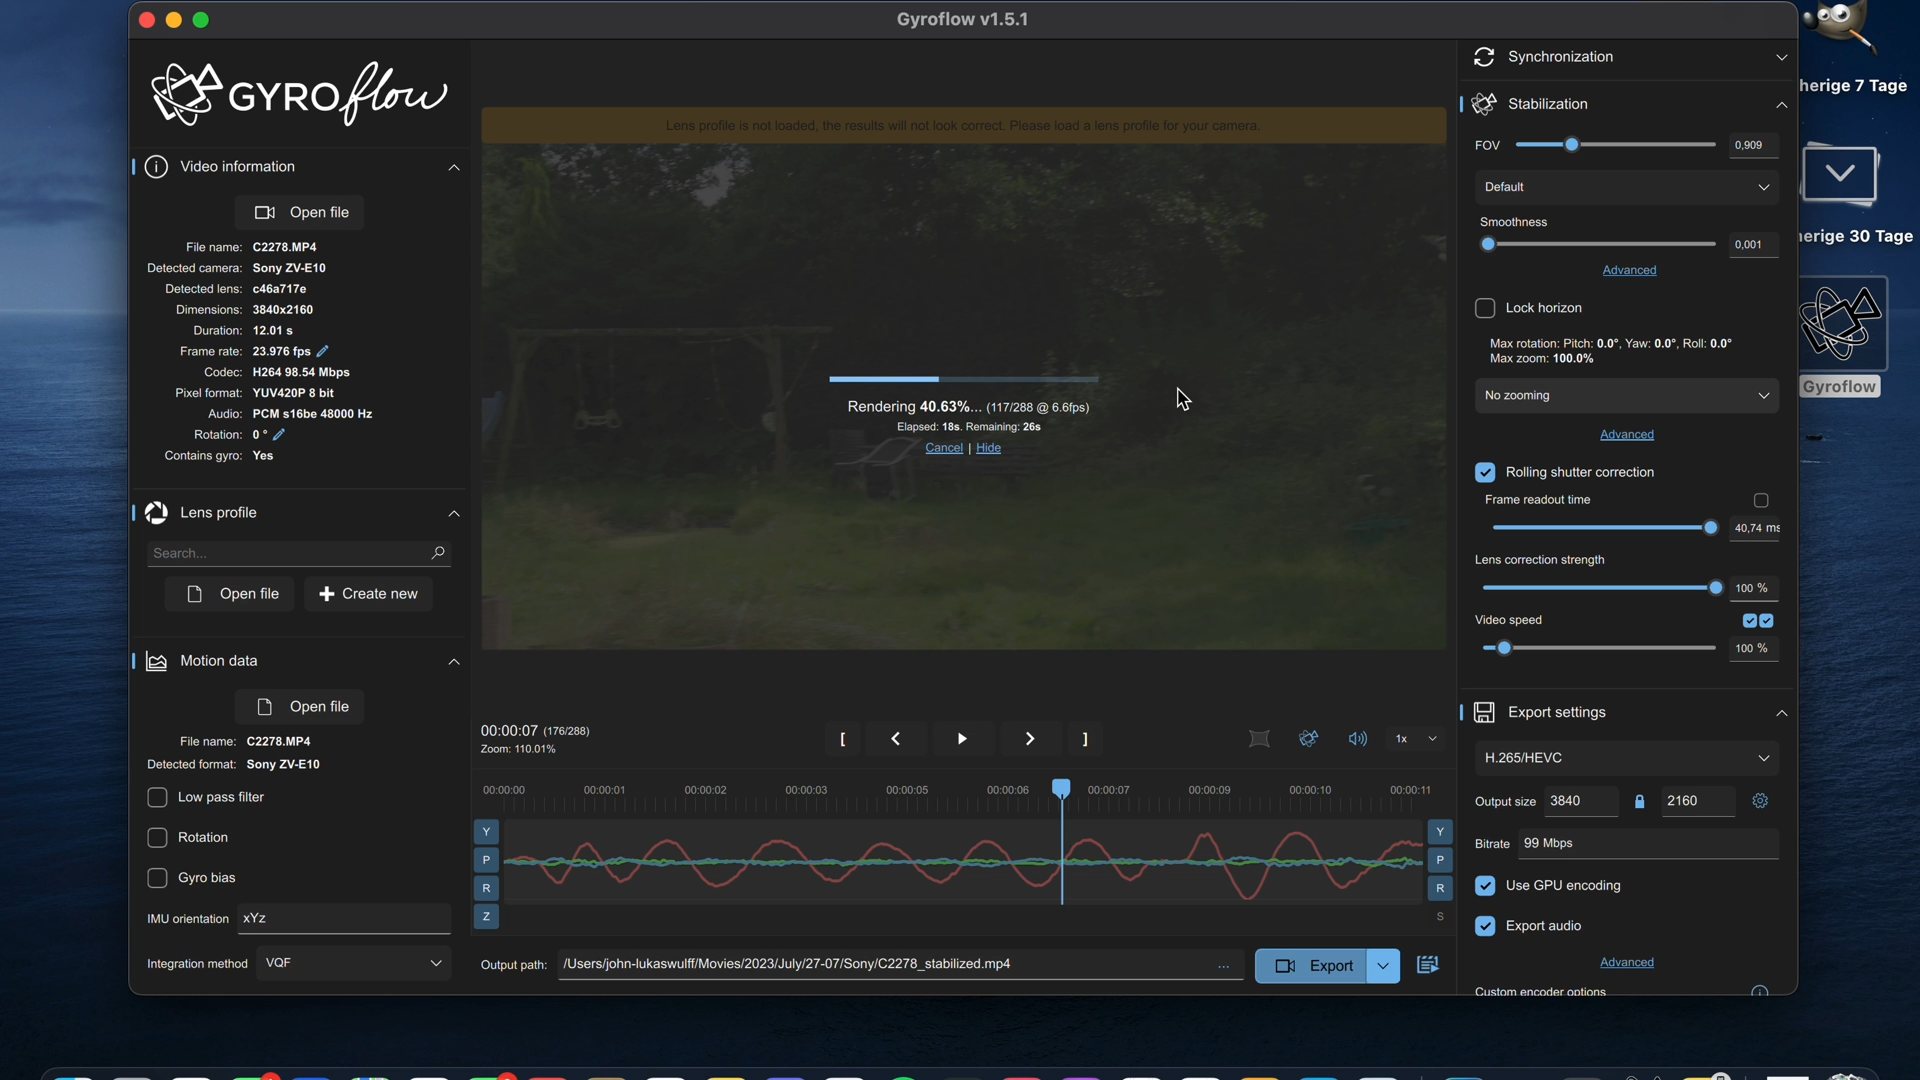 Gyroflow v1.5.1
GYROflow
Video information
Open file
File name: C2278.MP4
Detected camera: Sony ZV-E10
Detected lens: c46a717e
Dimensions: 3840x2160
Duration: 12.01 s
Frame rate: 23.976 fps
Codec: H264 98.54 Mbps
Pixel format: YUV420P 8 bit
Audio: PCM s16be 48000 Hz
Rotation: 0 °
Contains gyro: Yes
Lens profile
Search...
Open file
Create new
Motion data
Open file
File name: C2278.MP4
Detected format: Sony ZV-E10
Low pass filter
Rotation
Gyro bias
IMU orientation xYz
Integration method VQF
Lens profile is not loaded, the results will not look correct. Please load a lens profile for your camera.
Rendering 40.63%... (117/288 @ 6.6fps)
Elapsed: 18s. Remaining: 26s
Cancel | Hide
00:00:07 (176/288)
Zoom: 110.01%
[ ]
1x
00:00:00 00:00:01 00:00:02 00:00:03 00:00:05 00:00:06 00:00:07 00:00:09 00:00:10 00:00:11
Y Y
P P
R R
Z S
Output path: /Users/john-lukaswulff/Movies/2023/July/27-07/Sony/C2278_stabilized.mp4 ...
Export
Synchronization
Stabilization
FOV 0,909
Default
Smoothness
0,001
Advanced
Lock horizon
Max rotation: Pitch: 0.0°, Yaw: 0.0°, Roll: 0.0°
Max zoom: 100.0%
No zooming
Advanced
Rolling shutter correction
Frame readout time
40,74 ms
Lens correction strength
100 %
Video speed
100 %
Export settings
H.265/HEVC
Output size 3840 2160
Bitrate 99 Mbps
Use GPU encoding
Export audio
Advanced
Custom encoder options
herige 7 Tage
herige 30 Tage
Gyroflow